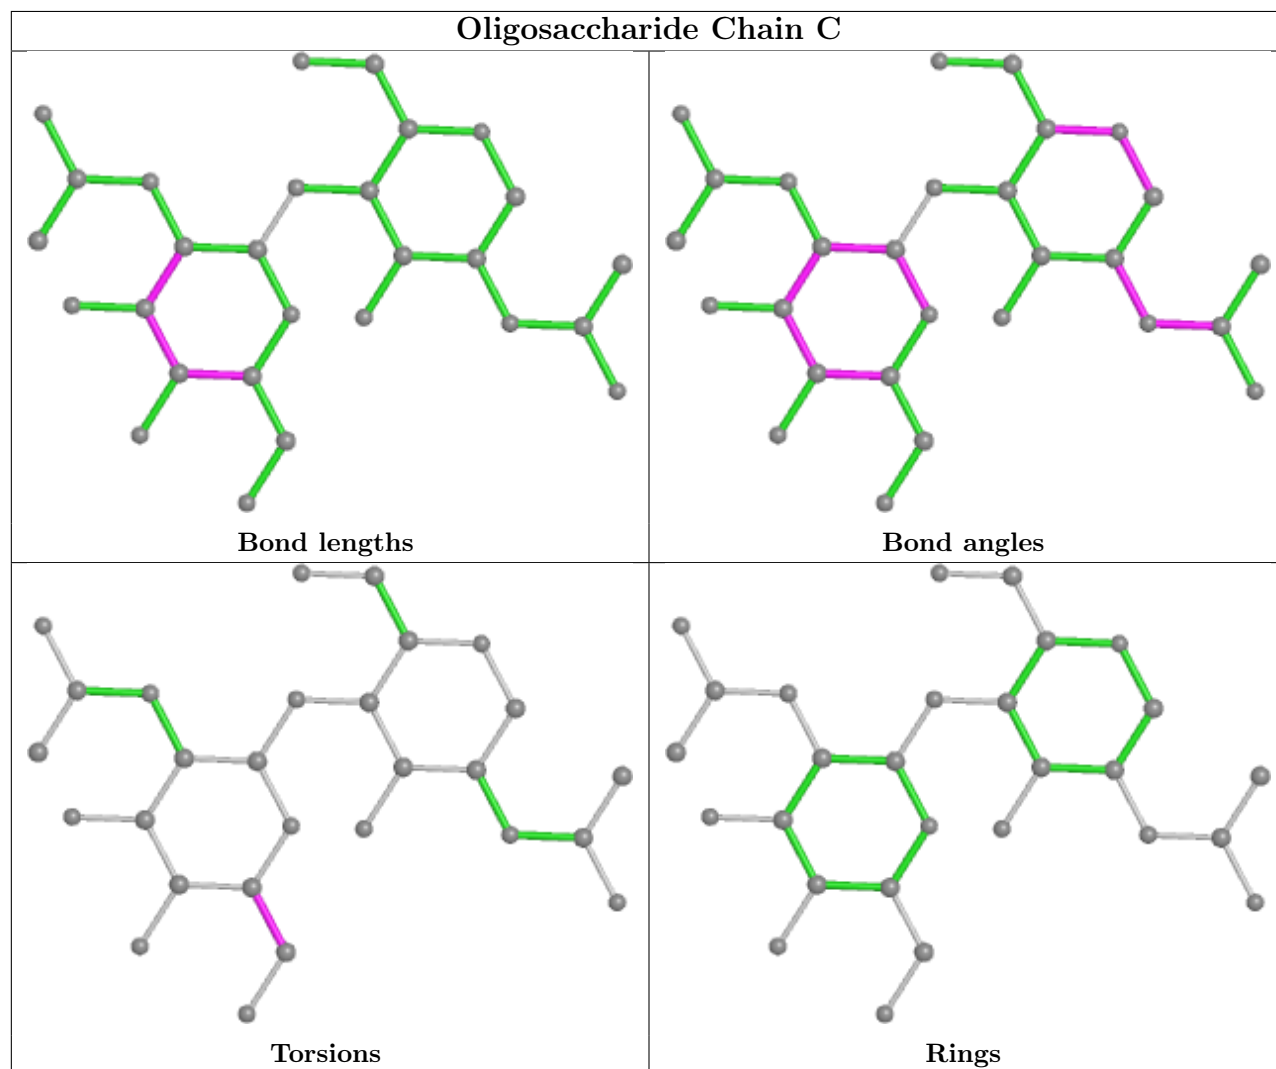 Oligosaccharide Chain C
Bond lengths
Bond angles
Torsions
Rings